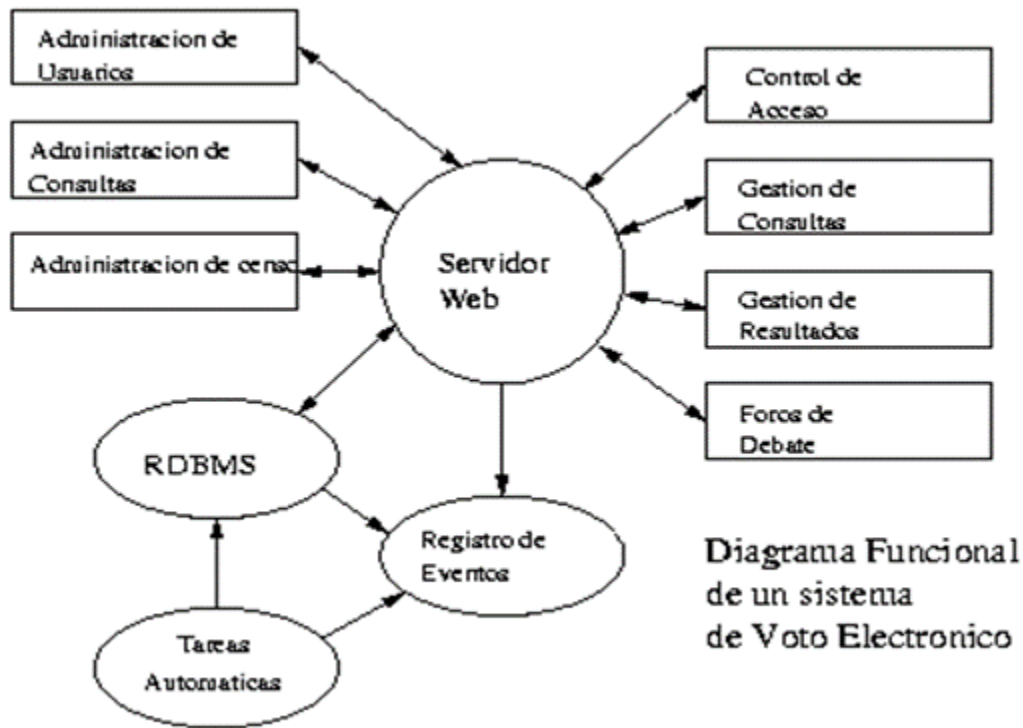 Administracion de
Usuarios
Administracion de
Consultas
Administracion de censo
Control de
Acceso
Gestion de
Consultas
Gestion de
Resultados
Foros de
Debate
Servidor
Web
RDBMS
Registro de
Eventos
Tareas
Automaticas
Diagrama Funcional
de un sistema
de Voto Electronico